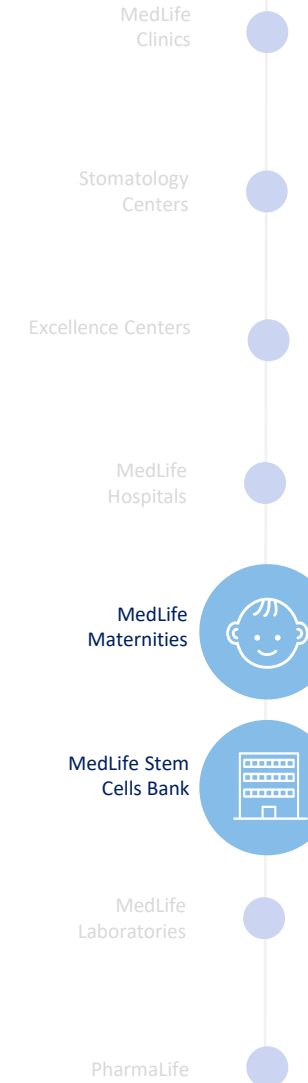 MedLife
Clinics
Stomatology
Centers
Excellence Centers
MedLife
Hospitals
MedLife
Maternities
MedLife Stem
Cells Bank
MedLife
Laboratories
PharmaLife